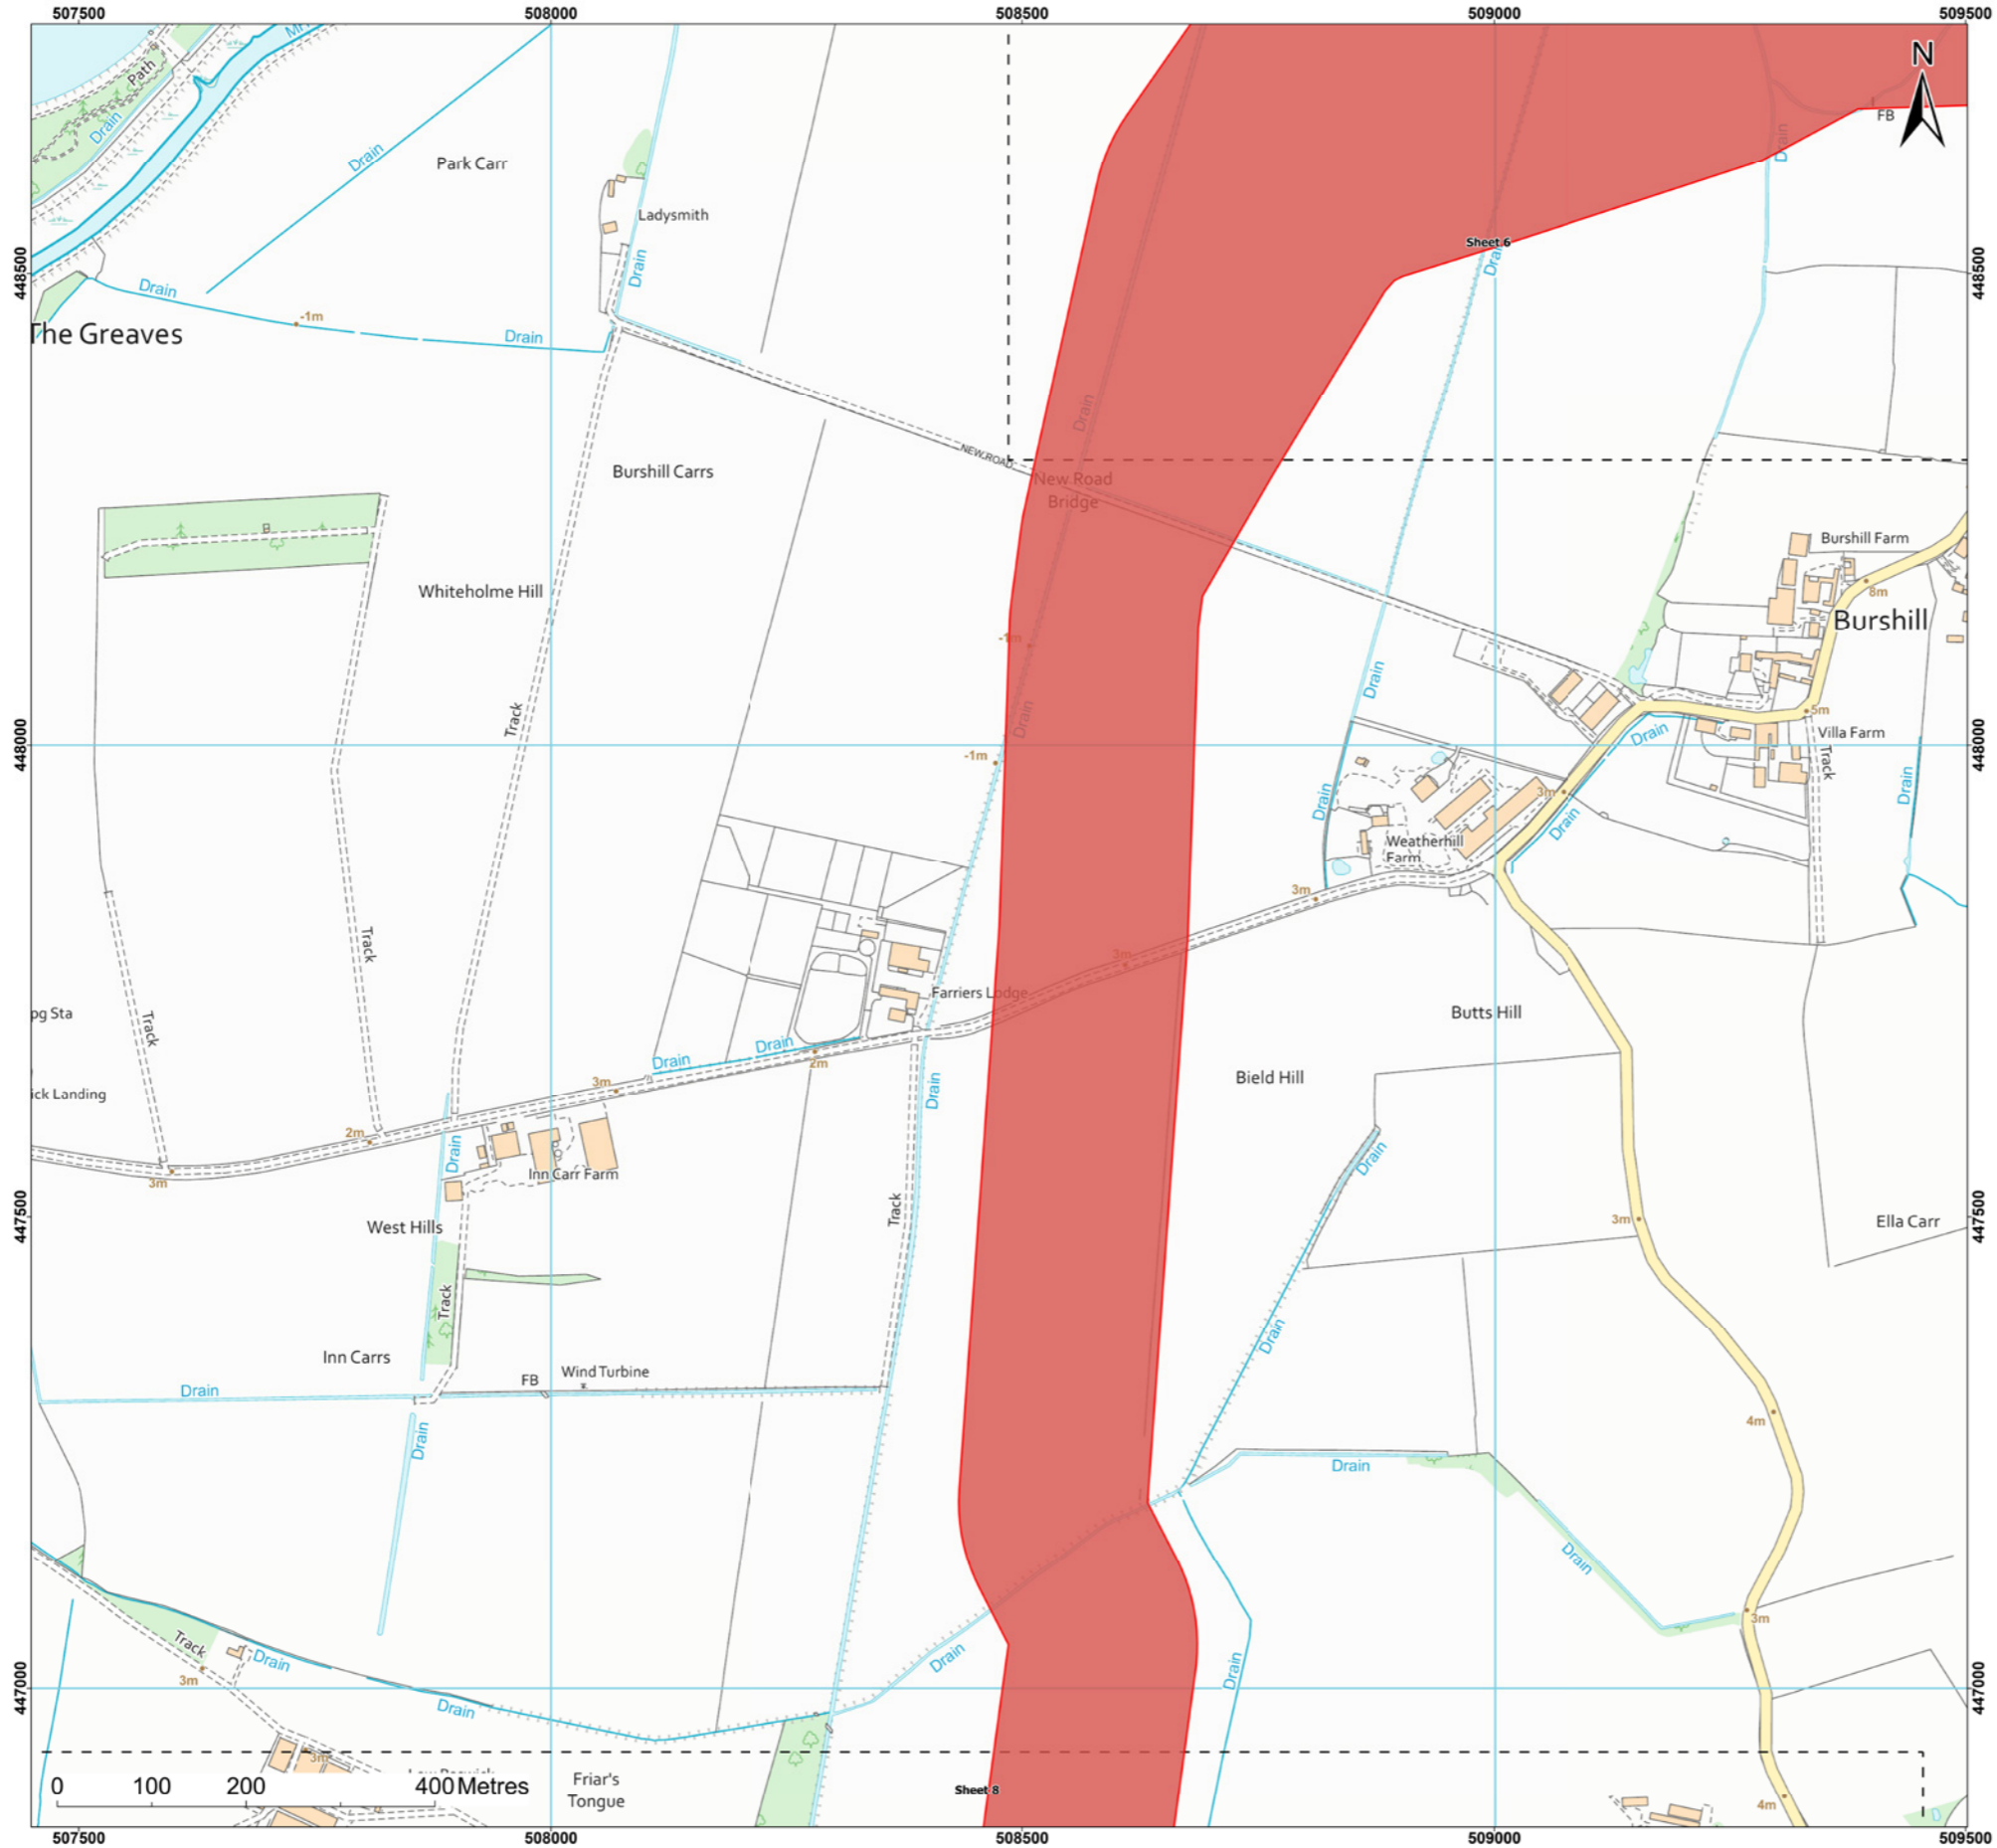 507500
508000
508500
509000
509500
N
Path
Drain
Drain
Park Carr
Ladysmith
Drain
FB
Drain
Sheet 6
Drain
448500
448500
Drain
-1m
Drain
The Greaves
Drain
NEW ROAD
Burshill Carrs
New Road
Bridge
Burshill Farm
8m
Whiteholme Hill
Burshill
-1m
Drain
Track
Drain
5m
Villa Farm
Drain
448000
448000
-1m
Track
Drain
Drain
3m
Drain
Weatherhill
Farm
3m
Track
3m
Farriers Lodge
pg Sta
Track
Butts Hill
Drain
Drain
2m
3m
Drain
Bield Hill
ick Landing
2m
Drain
Drain
3m
Inn Carr Farm
Track
447500
447500
West Hills
3m
Ella Carr
Track
Drain
Inn Carrs
FB
Wind Turbine
Drain
4m
Drain
Drain
Drain
3m
Track
Drain
Drain
Drain
3m
447000
447000
Drain
3m
0
100
200
400 Metres
Friar's
Tongue
Sheet 8
4m
507500
508000
508500
509000
509500